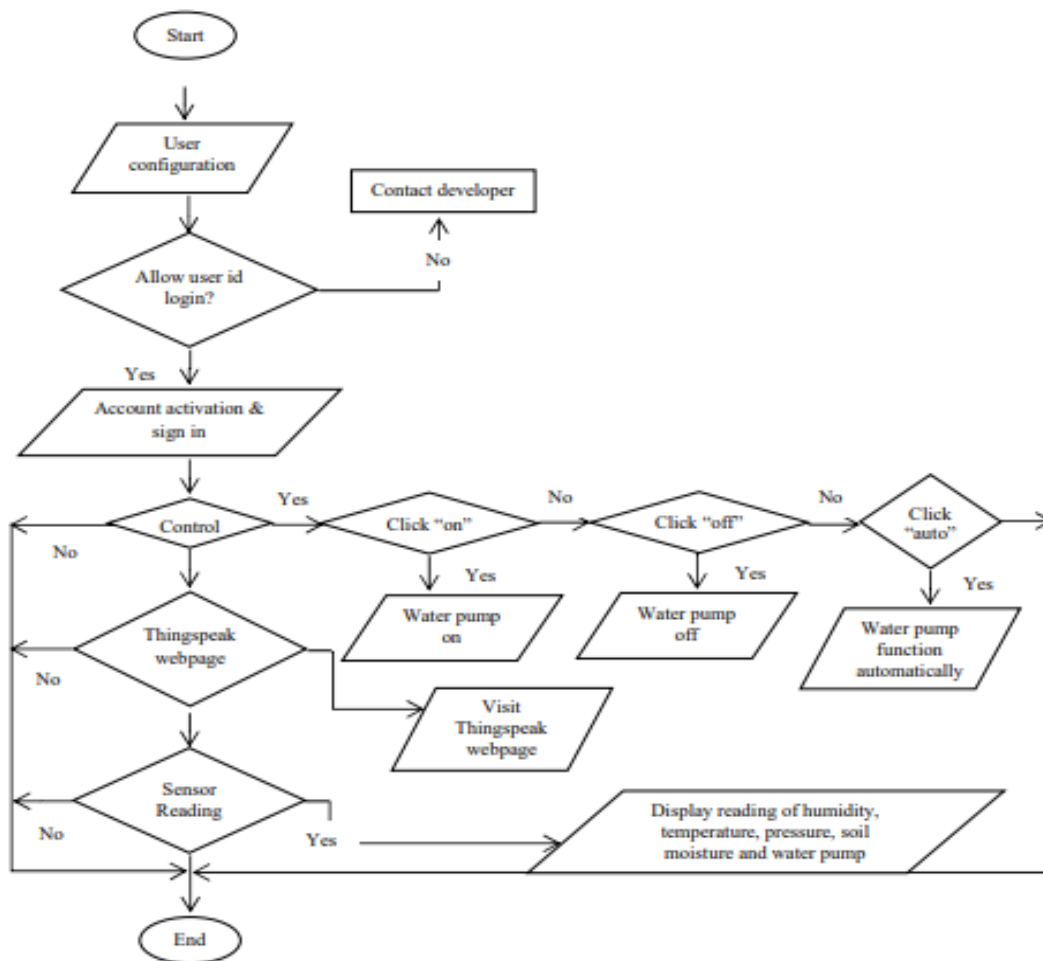 Start
User
configuration
Contact developer
No
Allow user id
login?
Yes
Account activation &
sign in
Control
Yes
Click “on”
No
Click “off”
No
Click
“auto”
No
Yes
Yes
Yes
Water pump
on
Water pump
off
Water pump
function
automatically
Thingspeak
webpage
No
Visit
Thingspeak
webpage
Sensor
Reading
No
Yes
Display reading of humidity,
temperature, pressure, soil
moisture and water pump
End